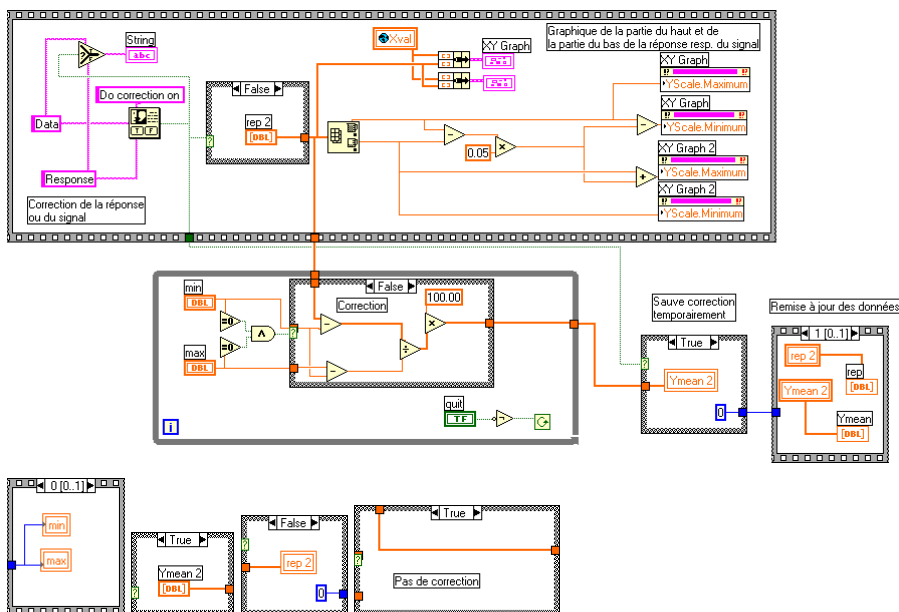 String
abc
Do correction on
Data
T F
Response
Correction de la réponse
ou du signal
False
rep 2
DBL
?
Xval
XY Graph
Graphique de la partie du haut et de
la partie du bas de la réponse resp. du signal
0.05
XY Graph
YScale.Maximum
XY Graph
YScale.Minimum
XY Graph 2
YScale.Maximum
XY Graph 2
YScale.Minimum
min
DBL
=0
=0
max
DBL
?
False
Correction
100.00
quit
TF
i
Sauve correction
temporairement
True
?
Ymean 2
0
Remise à jour des données
1 [0..1]
rep 2
rep
DBL
Ymean 2
Ymean
DBL
0 [0..1]
min
max
True
Ymean 2
DBL
?
False
?
rep 2
0
True
?
Pas de correction